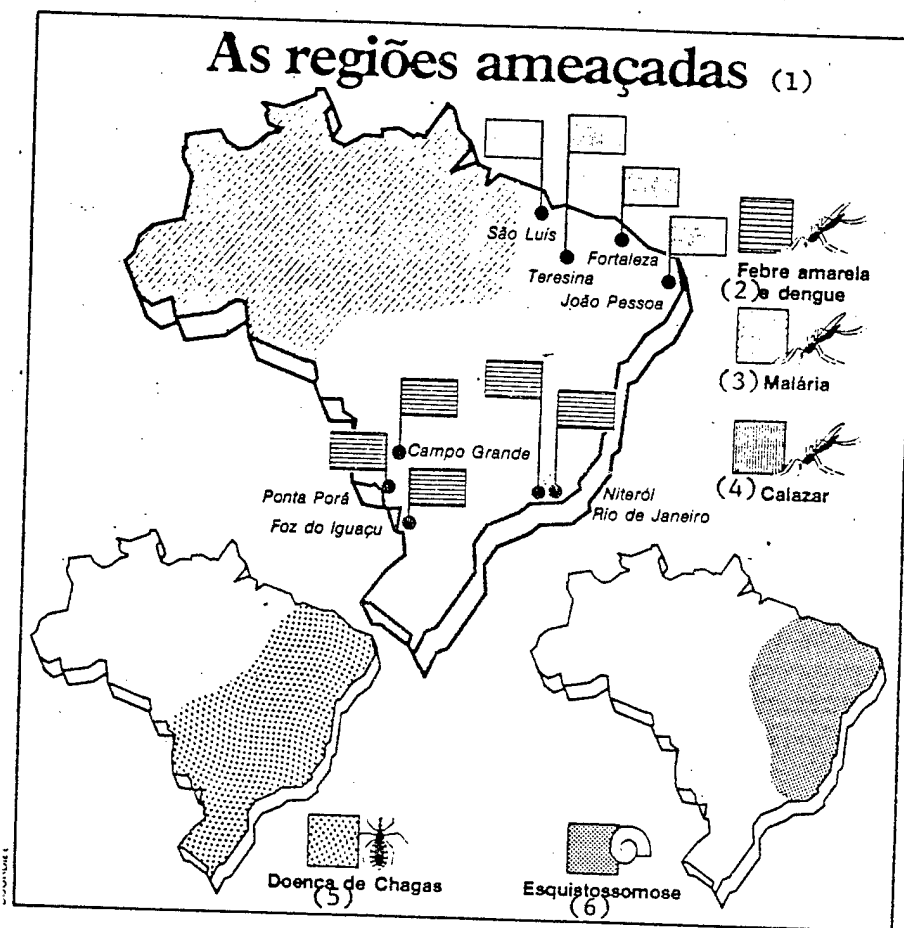 As regiões ameaçadas (1)
São Luís
Teresina
Fortaleza
João Pessoa
Febre amarela
(2) e dengue
(3) Malária
(4) Calazar
Campo Grande
Ponta Porá
Foz do Iguaçu
Niterói
Rio de Janeiro
Doença de Chagas
(5)
Esquistossomose
(6)